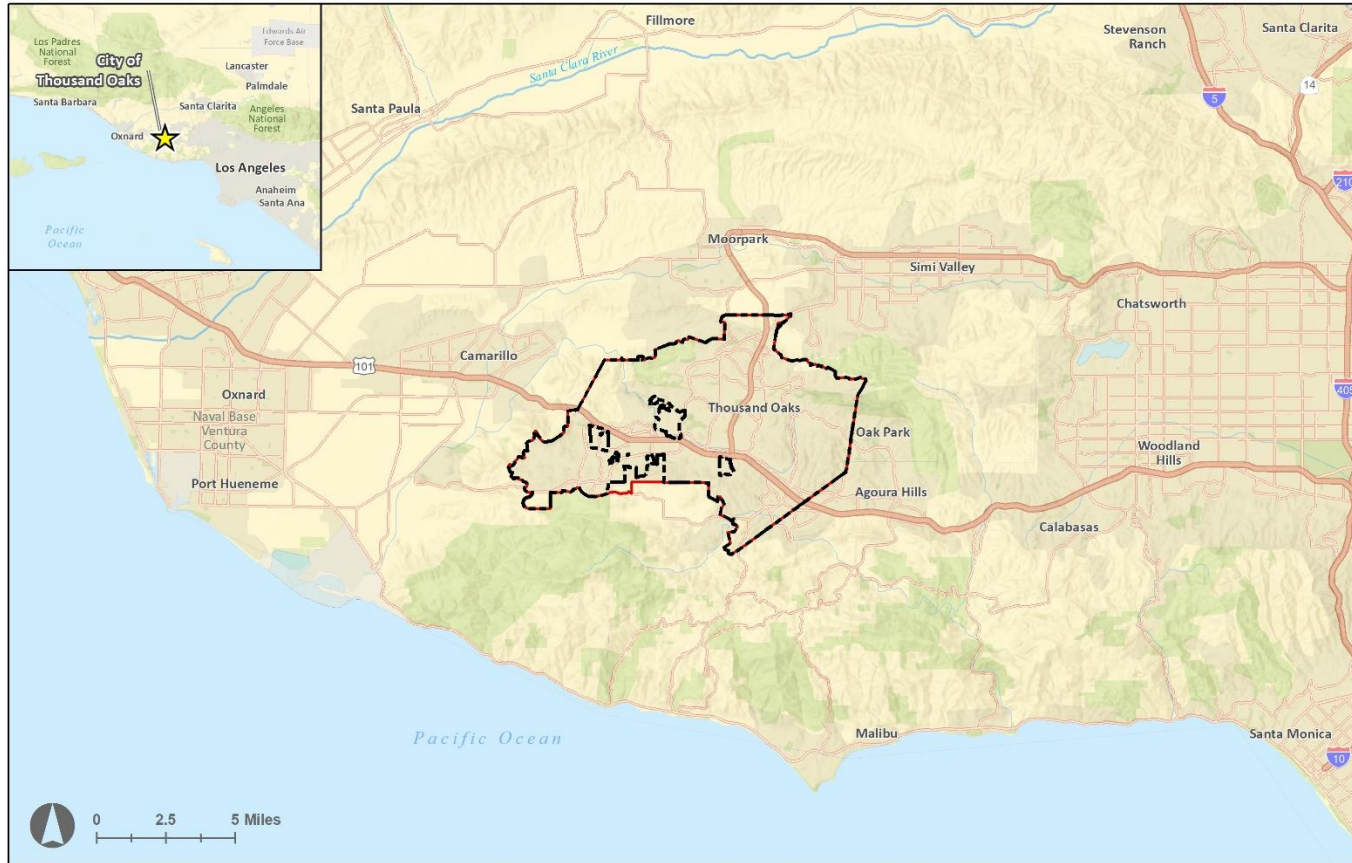 Los Padres
National
Forest
Edwards Air
Force Base
City of
Thousand Oaks
Lancaster
Palmdale
Santa Barbara
Santa Clarita
Angeles
National
Forest
Oxnard
Los Angeles
Anaheim
Santa Ana
Pacific
Ocean
Fillmore
Stevenson
Ranch
Santa Clarita
Santa Clara River
14
5
Santa Paula
210
Moorpark
Simi Valley
Chatsworth
Camarillo
101
405
Oxnard
Naval Base
Ventura
County
Thousand Oaks
Oak Park
Woodland
Hills
Port Hueneme
Agoura Hills
Calabasas
Pacific Ocean
Malibu
Santa Monica
10
0 2.5 5 Miles